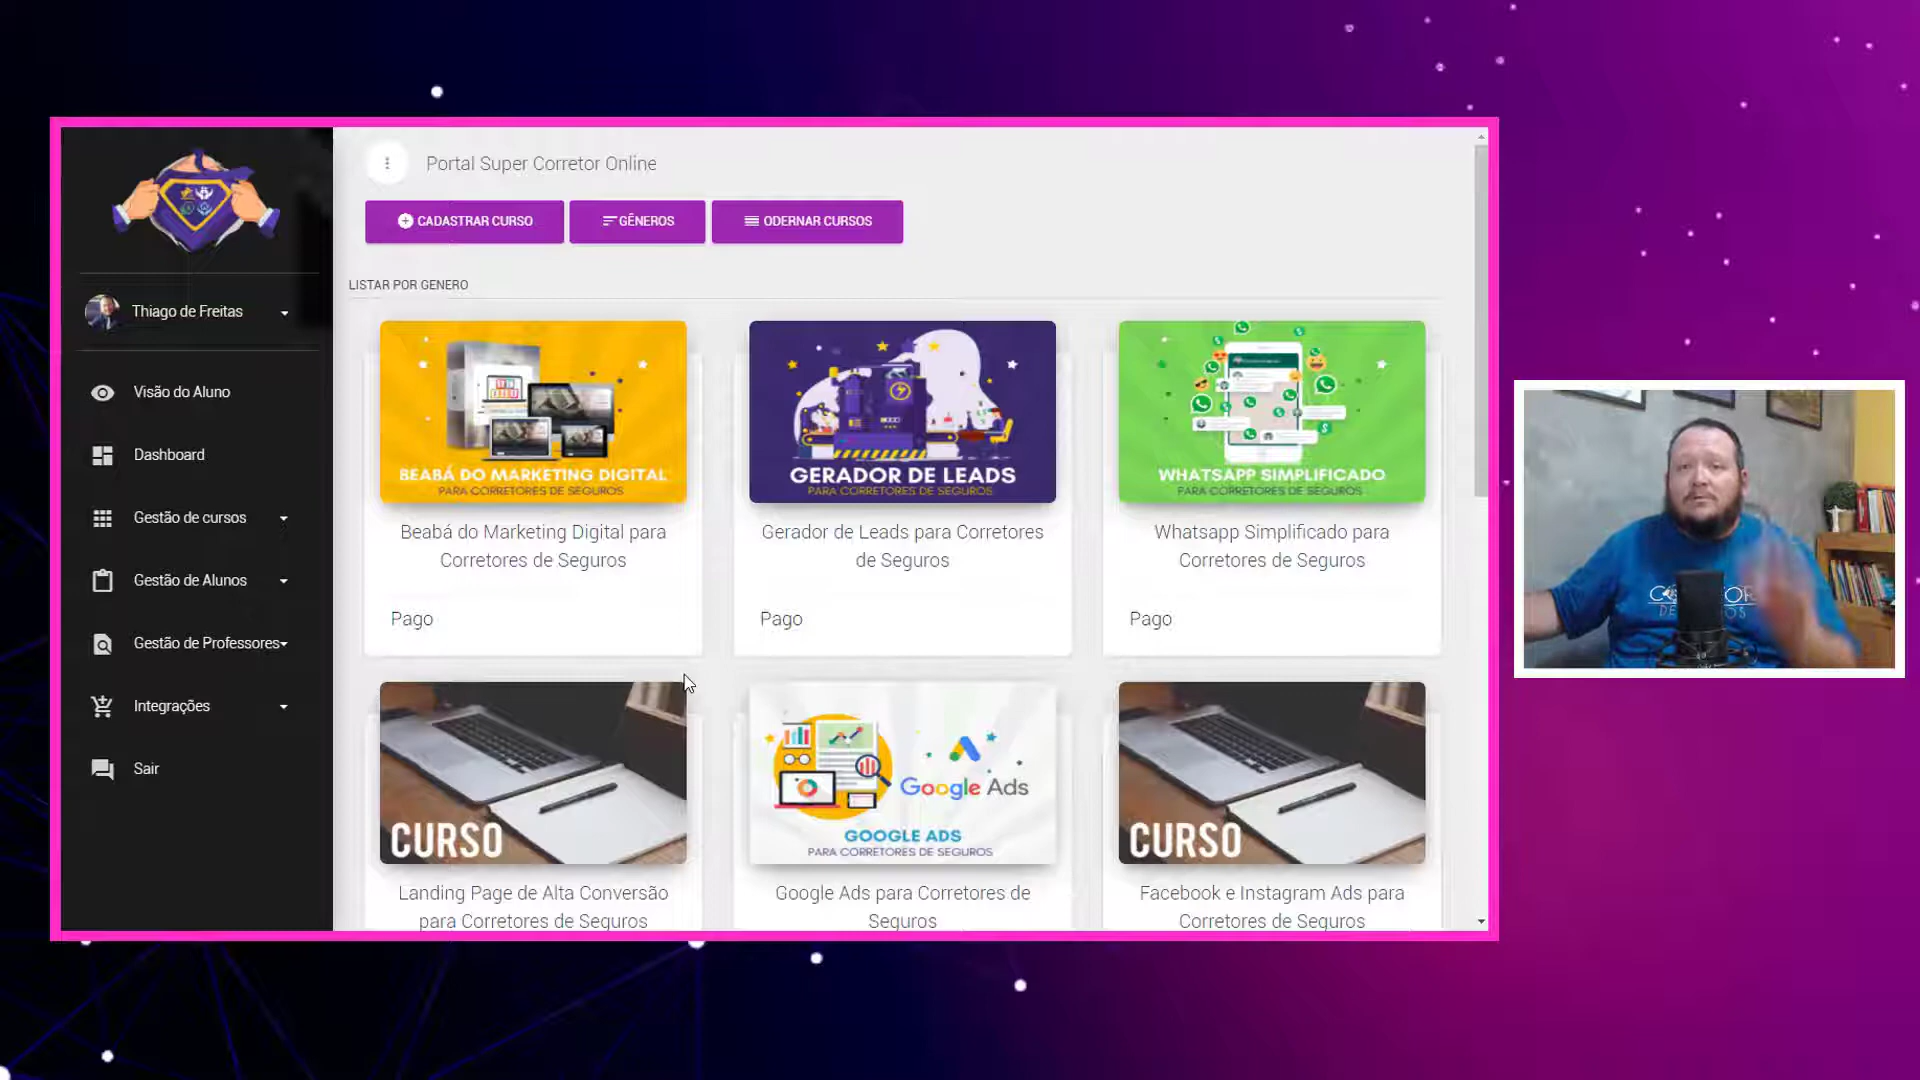 Portal Super Corretor Online
CADASTRAR CURSO
GÊNEROS
ODERNAR CURSOS
LISTAR POR GENERO
Thiago de Freitas
Visão do Aluno
Dashboard
Gestão de cursos
Gestão de Alunos
Gestão de Professores
Integrações
Sair
BEABÁ DO MARKETING DIGITAL
PARA CORRETORES DE SEGUROS
Beabá do Marketing Digital para
Corretores de Seguros
Pago
GERADOR DE LEADS
PARA CORRETORES DE SEGUROS
Gerador de Leads para Corretores
de Seguros
Pago
WHATSAPP SIMPLIFICADO
PARA CORRETORES DE SEGUROS
Whatsapp Simplificado para
Corretores de Seguros
Pago
CURSO
Landing Page de Alta Conversão
para Corretores de Seguros
Google Ads
GOOGLE ADS
PARA CORRETORES DE SEGUROS
Google Ads para Corretores de
Seguros
CURSO
Facebook e Instagram Ads para
Corretores de Seguros